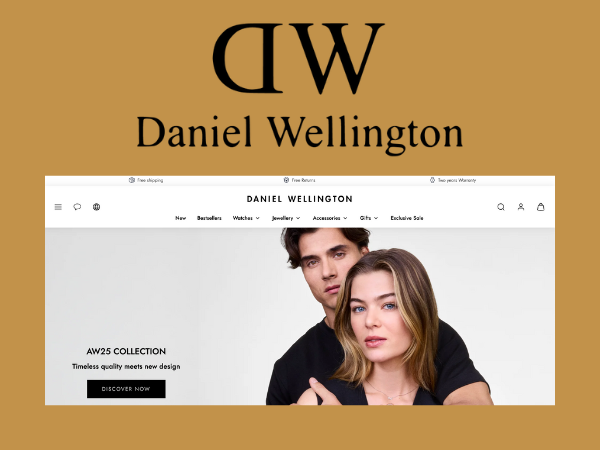 DW
Daniel Wellington
Free shipping Free Returns Two years Warranty
DANIEL WELLINGTON
New Bestsellers Watches Jewellery Accessories Gifts Exclusive Sale
AW25 COLLECTION
Timeless quality meets new design
DISCOVER NOW